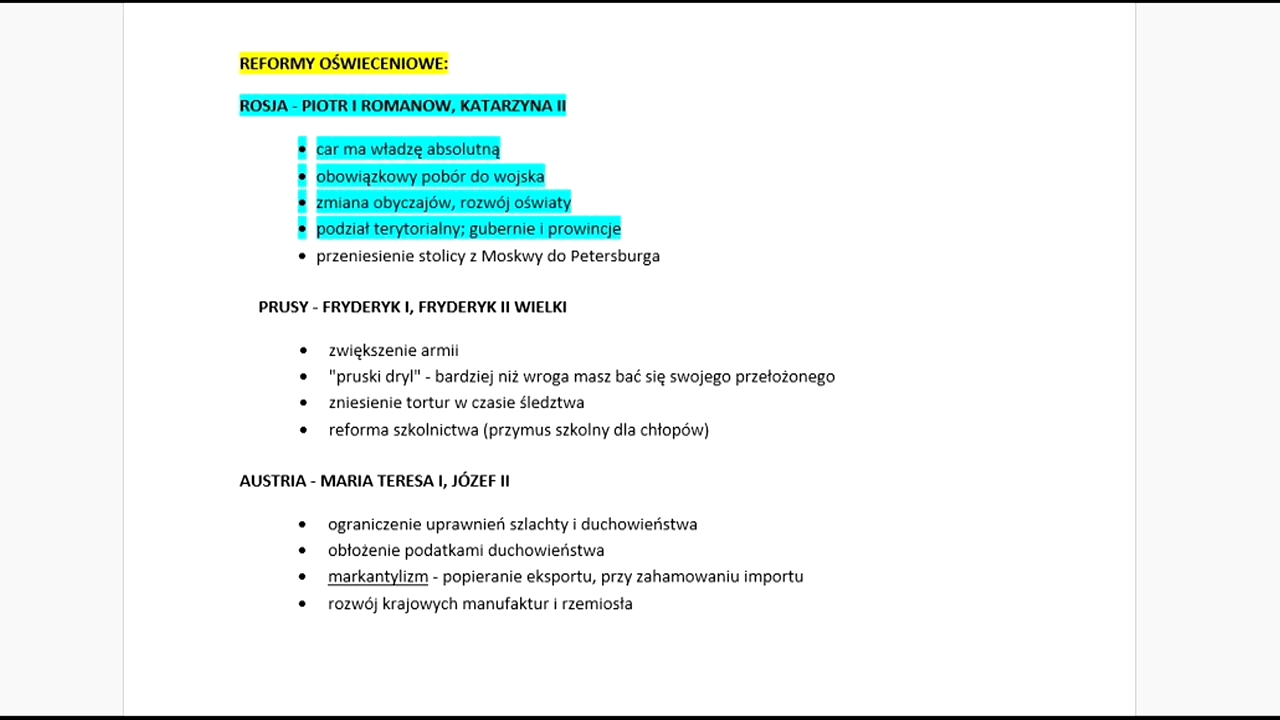 REFORMY OŚWIECENIOWE:
ROSJA - PIOTR I ROMANOW, KATARZYNA II
• car ma władzę absolutną
• obowiązkowy pobór do wojska
• zmiana obyczajów, rozwój oświaty
• podział terytorialny; gubernie i prowincje
• przeniesienie stolicy z Moskwy do Petersburga
PRUSY - FRYDERYK I, FRYDERYK II WIELKI
• zwiększenie armii
• "pruski dryl" - bardziej niż wroga masz bać się swojego przełożonego
• zniesienie tortur w czasie śledztwa
• reforma szkolnictwa (przymus szkolny dla chłopów)
AUSTRIA - MARIA TERESA I, JÓZEF II
• ograniczenie uprawnień szlachty i duchowieństwa
• obłożenie podatkami duchowieństwa
• markantylizm - popieranie eksportu, przy zahamowaniu importu
• rozwój krajowych manufaktur i rzemiosła